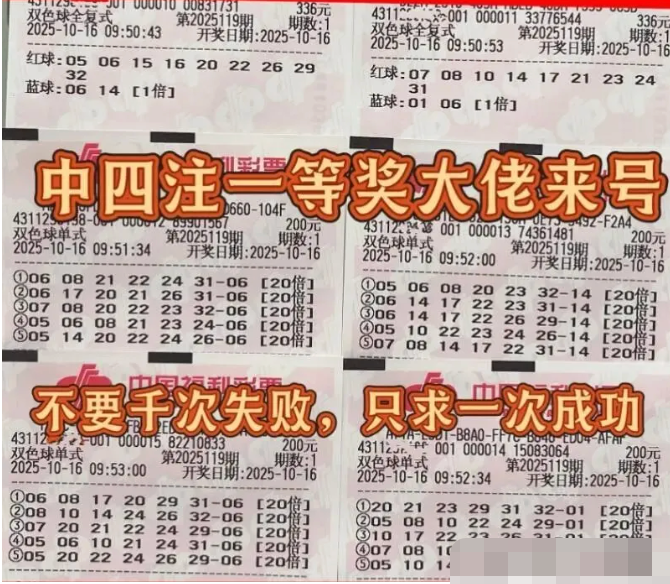 001 000010 00831731 336元
双色球全复式 第2025119期 期数:1
2025-10-16 09:50:43 开奖日期:2025-10-16
红球:05 06 15 16 20 22 26 29
32
蓝球:06 14 [1倍]
001 000011 33776544 336元
双色球全复式 第2025119期 期数:1
2025-10-16 09:50:53 开奖日期:2025-10-16
红球:07 08 10 14 17 21 23 24
31
蓝球:01 06 [1倍]
中四注一等奖大佬来号
200元
双色球单式 第2025119期 期数:1
2025-10-16 09:51:34 开奖日期:2025-10-16
①06 08 21 22 24 31-06 [20倍]
②06 17 20 21 26 31-06 [20倍]
③07 08 20 22 23 32-06 [20倍]
④05 06 08 21 23 24-06 [20倍]
⑤05 14 20 22 24 26-06 [20倍]
001 000013 74361481 200元
双色球单式 第2025119期 期数:1
2025-10-16 09:52:00 开奖日期:2025-10-16
①05 06 08 20 23 32-14 [20倍]
②06 14 17 22 23 31-14 [20倍]
③06 14 17 22 26 29-14 [20倍]
④05 10 22 23 24 26-14 [20倍]
⑤07 08 14 17 22 31-14 [20倍]
中国福利彩票
不要千次失败，只求一次成功
001 000015 82210833 200元
双色球单式 第2025119期 期数:1
2025-10-16 09:53:00 开奖日期:2025-10-16
①06 08 17 20 29 31-06 [20倍]
②08 10 14 24 26 32-06 [20倍]
③07 20 21 22 24 29-06 [20倍]
④05 06 10 21 24 31-06 [20倍]
⑤05 20 22 24 26 29-06 [20倍]
001 000014 15083064 200元
双色球单式 第2025119期 期数:1
2025-10-16 09:52:34 开奖日期:2025-10-16
①20 21 23 29 31 32-01 [20倍]
②05 08 10 22 24 29-01 [20倍]
③10 17 22 23 26
④07 08
⑤05 10